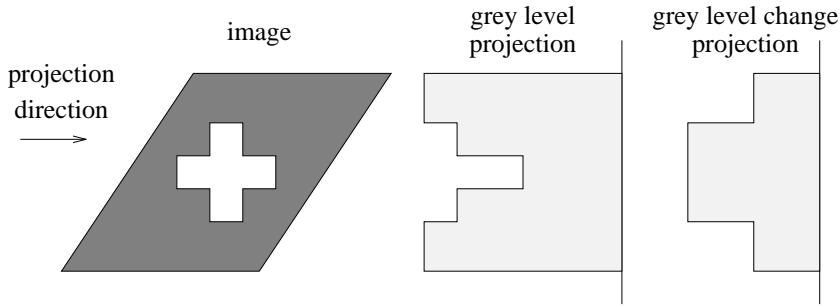 image
grey level
projection
grey level change
projection
projection
direction